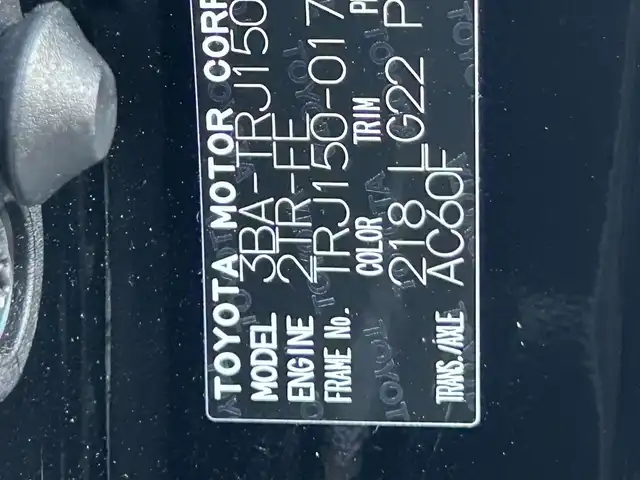 TOYOTA MOTOR CORP
MODEL 3BA-TRJ150
ENGINE 2TR-FE
FRAME No. TRJ150-017
COLOR TRIM
218 LG22
TRANS./AXLE AC60F